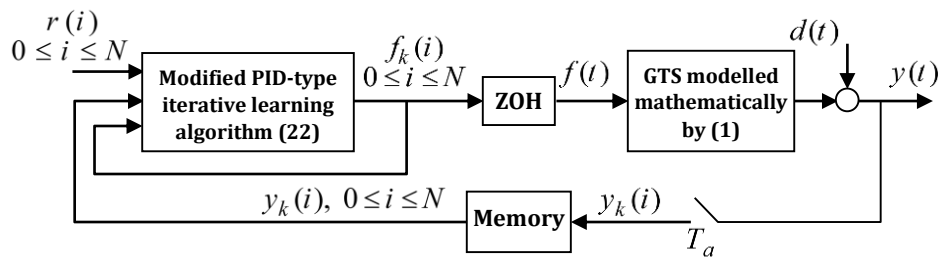 r(i)
0 ≤ i ≤ N
Modified PID-type
iterative learning
algorithm (22)
f_k(i)
0 ≤ i ≤ N
ZOH
f(t)
GTS modelled
mathematically
by (1)
d(t)
y(t)
y_k(i), 0 ≤ i ≤ N
Memory
y_k(i)
T_a